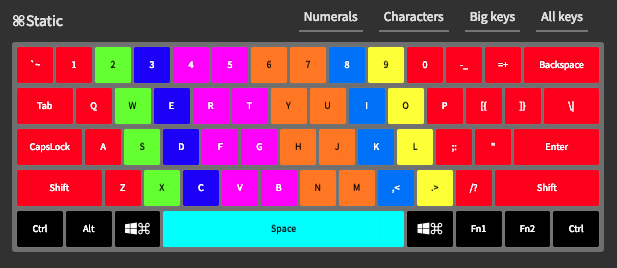 ⌘Static Numerals Characters Big keys All keys
`~ 1 2 3 4 5 6 7 8 9 0 -_ =+ Backspace
Tab Q W E R T Y U I O P [{ ]} \|
CapsLock A S D F G H J K L ;: " Enter
Shift Z X C V B N M ,< .> /? Shift
Ctrl Alt ⌘ Space ⌘ Fn1 Fn2 Ctrl